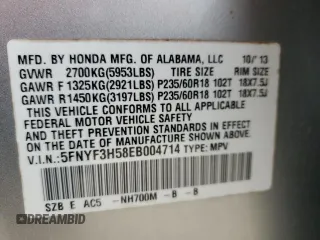 MFD. BY HONDA MFG. OF ALABAMA, LLC 10/13
GVWR 2700KG(5953LBS) TIRE SIZE RIM SIZE
GAWR F 1325KG(2921LBS) P235/60R18 102T 18X7.5J
GAWR R 1450KG(3197LBS) P235/60R18 102T 18X7.5J
THIS VEHICLE CONFORMS TO ALL APPLICABLE
FEDERAL MOTOR VEHICLE SAFETY AND THEFT
PREVENTION STANDARDS IN EFFECT ON THE DATE
OF MANUFACTURE SHOWN ABOVE.
V.I.N.:5FNYF3H58EB004714 TYPE: MPV
SZB E AC5 -NH700M -B -B
© AUTOBIDMASTER
DREAMBID.COM